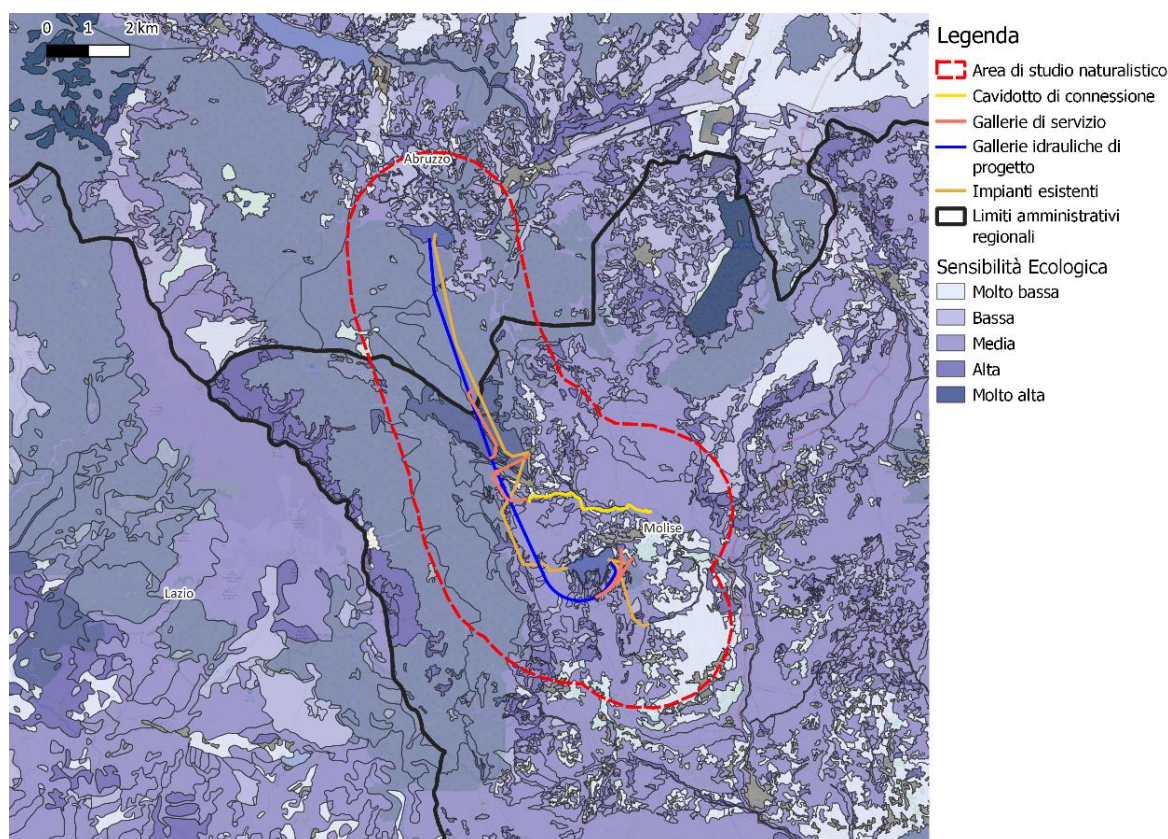 0 1 2 km
Abruzzo
Molise
Lazio
Legenda
Area di studio naturalistico
Cavidotto di connessione
Gallerie di servizio
Gallerie idrauliche di
progetto
Impianti esistenti
Limiti amministrativi
regionali
Sensibilità Ecologica
Molto bassa
Bassa
Media
Alta
Molto alta